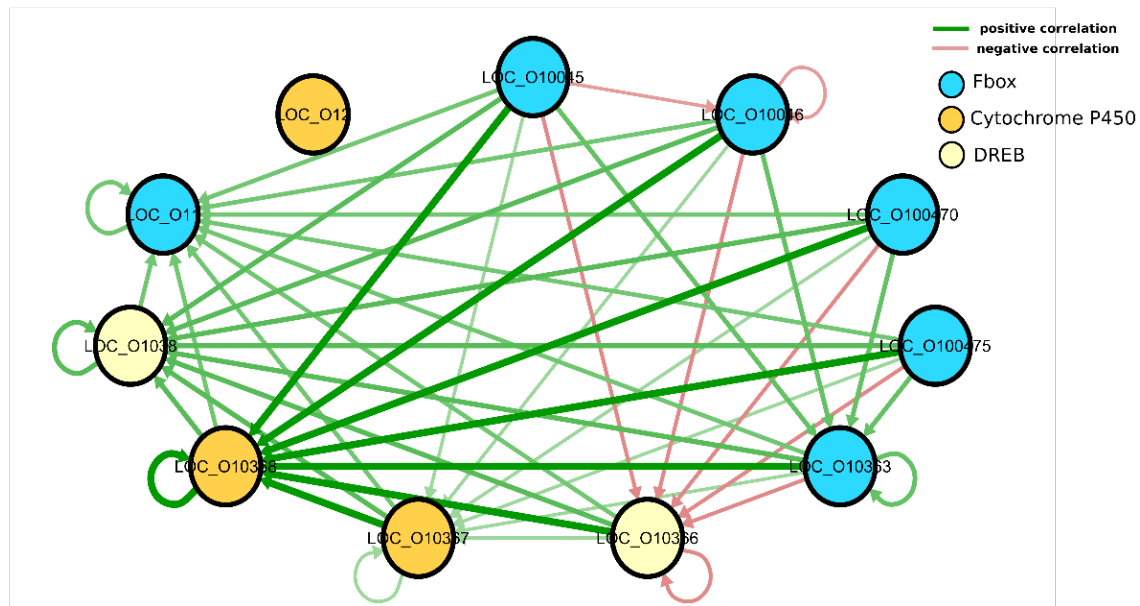 positive correlation
negative correlation
Fbox
Cytochrome P450
DREB
LOC_O10045
LOC_O10046
LOC_O12
LOC_O11
LOC_O100470
LOC_O1038
LOC_O100475
LOC_O10368
LOC_O10363
LOC_O10367
LOC_O10366